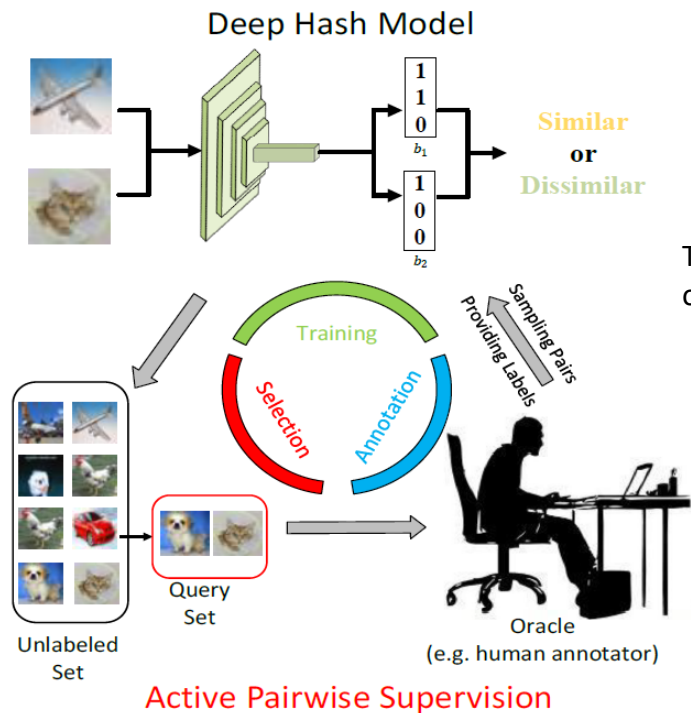 Deep Hash Model
1
1
0
b1
1
0
0
b2
Similar
or
Dissimilar
T
c
Sampling Pairs
Providing Labels
Training
Selection
Annotation
Query
Set
Unlabeled
Set
Oracle
(e.g. human annotator)
Active Pairwise Supervision